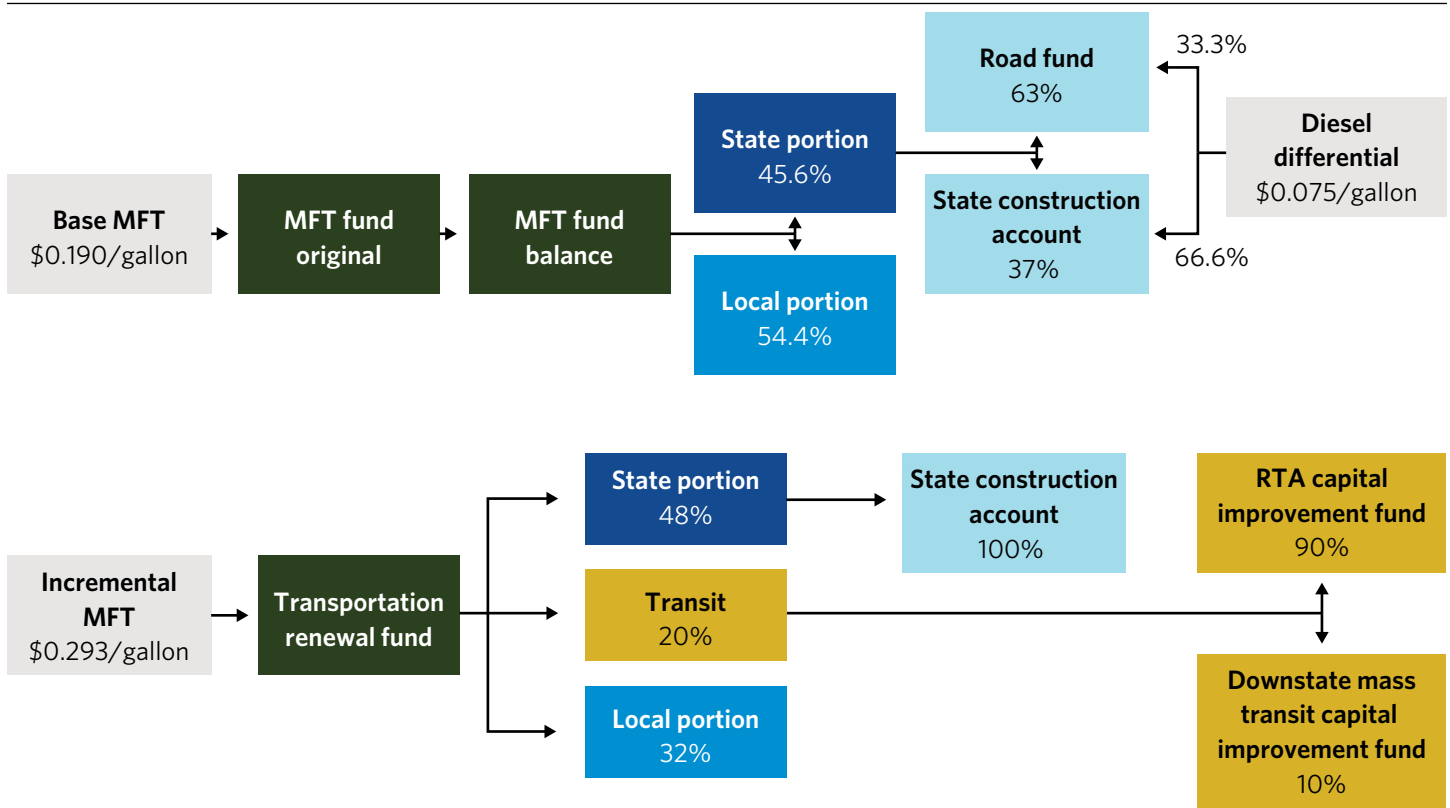 Base MFT
$0.190/gallon
MFT fund
original
MFT fund
balance
State portion
45.6%
Local portion
54.4%
Road fund
63%
State construction
account
37%
33.3%
66.6%
Diesel
differential
$0.075/gallon
Incremental
MFT
$0.293/gallon
Transportation
renewal fund
State portion
48%
Transit
20%
Local portion
32%
State construction
account
100%
RTA capital
improvement fund
90%
Downstate mass
transit capital
improvement fund
10%